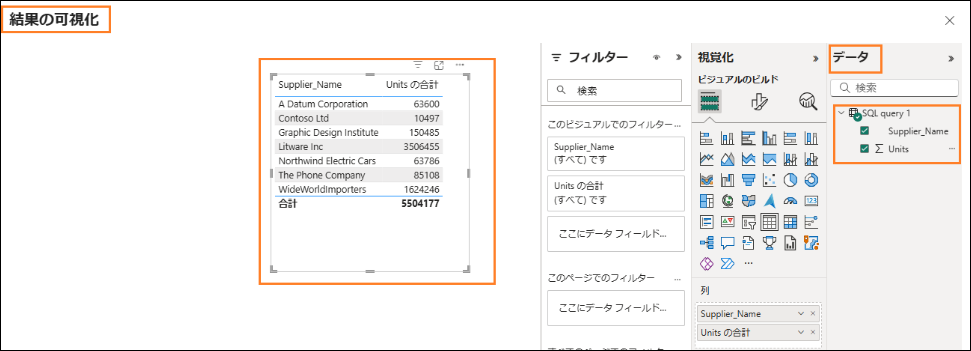 結果の可視化
Supplier_Name Units の合計
A Datum Corporation 63600
Contoso Ltd 10497
Graphic Design Institute 150485
Litware Inc 3506455
Northwind Electric Cars 63786
The Phone Company 85108
WideWorldImporters 1624246
合計 5504177
フィルター
検索
このビジュアルでのフィルター...
Supplier_Name
(すべて) です
Units の合計
(すべて) です
ここにデータ フィールド...
このページでのフィルター ...
ここにデータ フィールド...
視覚化
ビジュアルのビルド
123
列
Supplier_Name
Units の合計
データ
検索
SQL query 1
Supplier_Name
Units